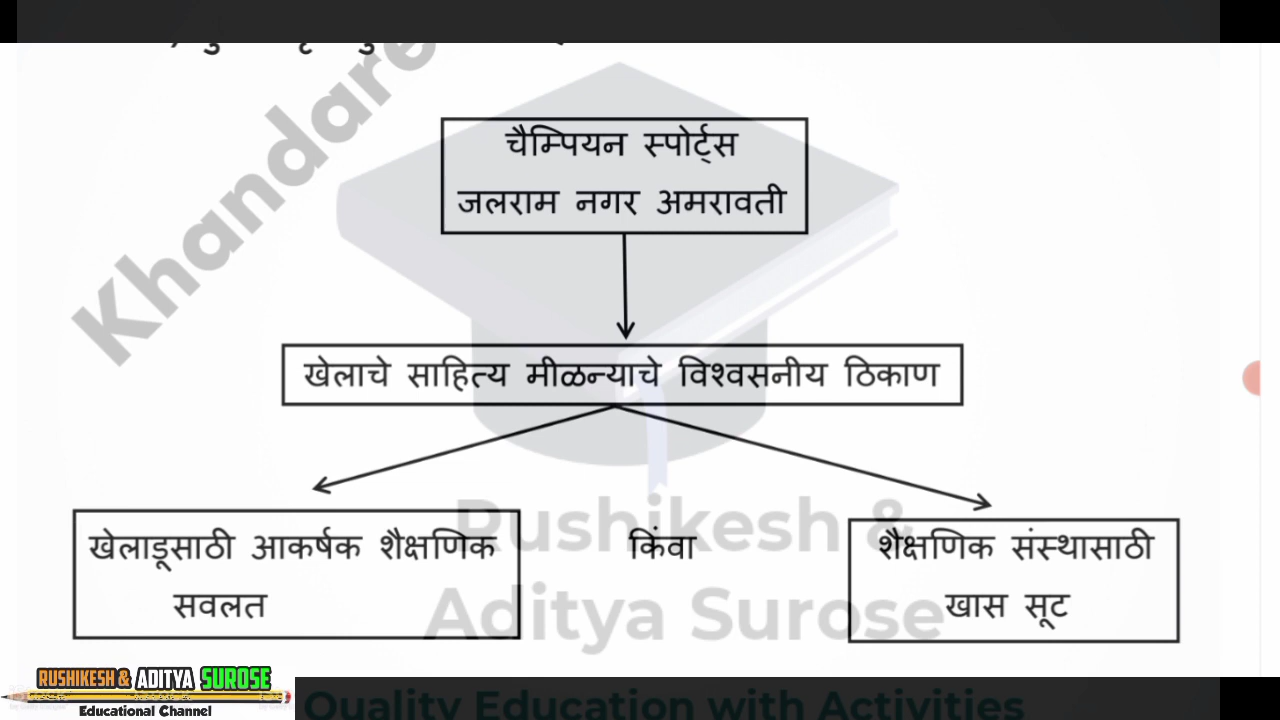 Khandare
चैम्पियन स्पोर्ट्स
जलराम नगर अमरावती
खेलाचे साहित्य मीळन्याचे विश्वसनीय ठिकाण
खेलाडूसाठी आकर्षक शैक्षणिक
सवलत
किंवा
शैक्षणिक संस्थासाठी
खास सूट
Rushikesh &
Aditya Surose
RUSHIKESH & ADITYA SUROSE
Educational Channel
Quality Education with Activities